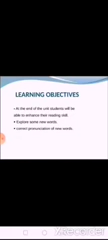 LEARNING OBJECTIVES
• At the end of the unit students will be
able to enhance their reading skill
• Explore some new words.
• correct pronunciation of new words.